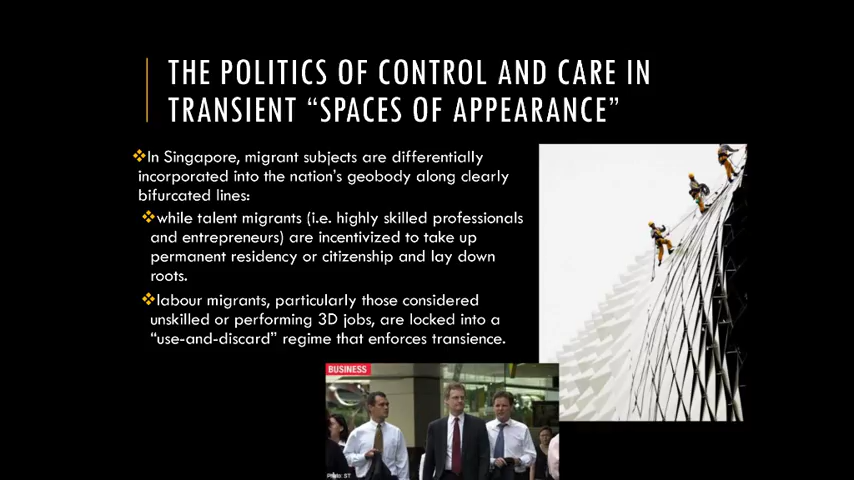 THE POLITICS OF CONTROL AND CARE IN
TRANSIENT “SPACES OF APPEARANCE”
In Singapore, migrant subjects are differentially
incorporated into the nation's geobody along clearly
bifurcated lines:
while talent migrants (i.e. highly skilled professionals
and entrepreneurs) are incentivized to take up
permanent residency or citizenship and lay down
roots.
labour migrants, particularly those considered
unskilled or performing 3D jobs, are locked into a
“use-and-discard” regime that enforces transience.
BUSINESS
Photo: ST